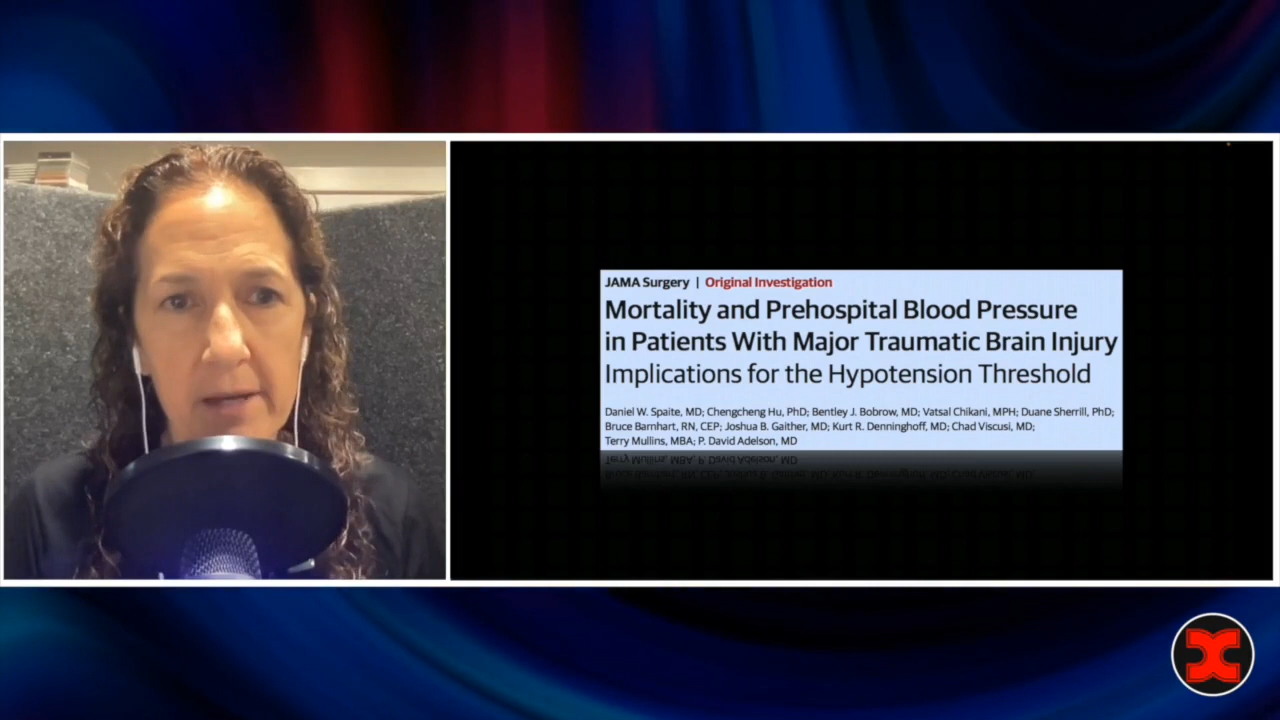 JAMA Surgery | Original Investigation
Mortality and Prehospital Blood Pressure
in Patients With Major Traumatic Brain Injury
Implications for the Hypotension Threshold
Daniel W. Spaite, MD; Chengcheng Hu, PhD; Bentley J. Bobrow, MD; Vatsal Chikani, MPH; Duane Sherrill, PhD;
Bruce Barnhart, RN, CEP; Joshua B. Gaither, MD; Kurt R. Denninghoff, MD; Chad Viscusi, MD;
Terry Mullins, MBA; P. David Adelson, MD